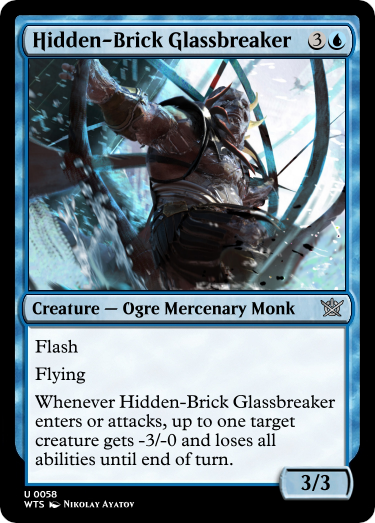 Hidden-Brick Glassbreaker 3
Creature — Ogre Mercenary Monk
Flash
Flying
Whenever Hidden-Brick Glassbreaker
enters or attacks, up to one target
creature gets -3/-0 and loses all
abilities until end of turn.
3/3
U 0058
WTS Nikolay Ayatov